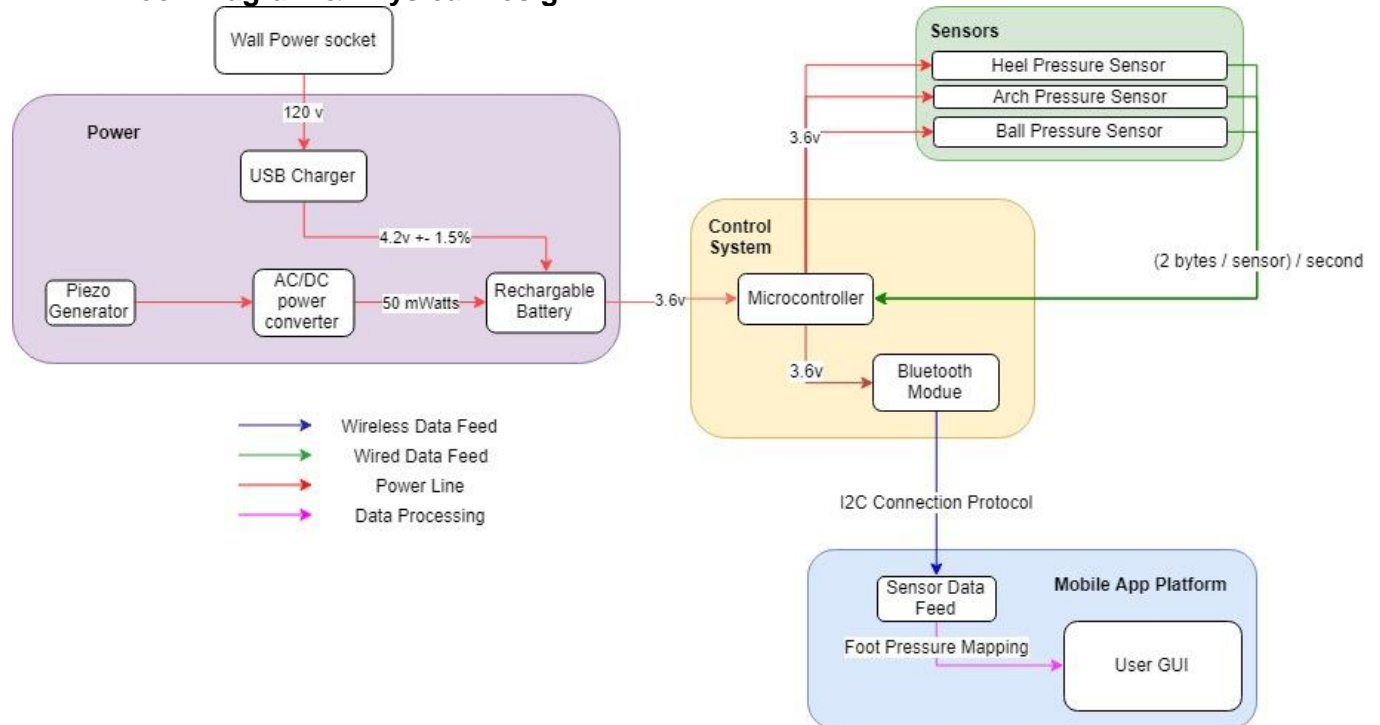 Wall Power socket
120 v
Power
USB Charger
4.2v +- 1.5%
Piezo
Generator
AC/DC
power
converter
50 mWatts
Rechargable
Battery
3.6v
Control
System
Microcontroller
3.6v
Bluetooth
Modue
3.6v
Sensors
Heel Pressure Sensor
Arch Pressure Sensor
Ball Pressure Sensor
(2 bytes / sensor) / second
Wireless Data Feed
Wired Data Feed
Power Line
Data Processing
I2C Connection Protocol
Mobile App Platform
Sensor Data
Feed
Foot Pressure Mapping
User GUI